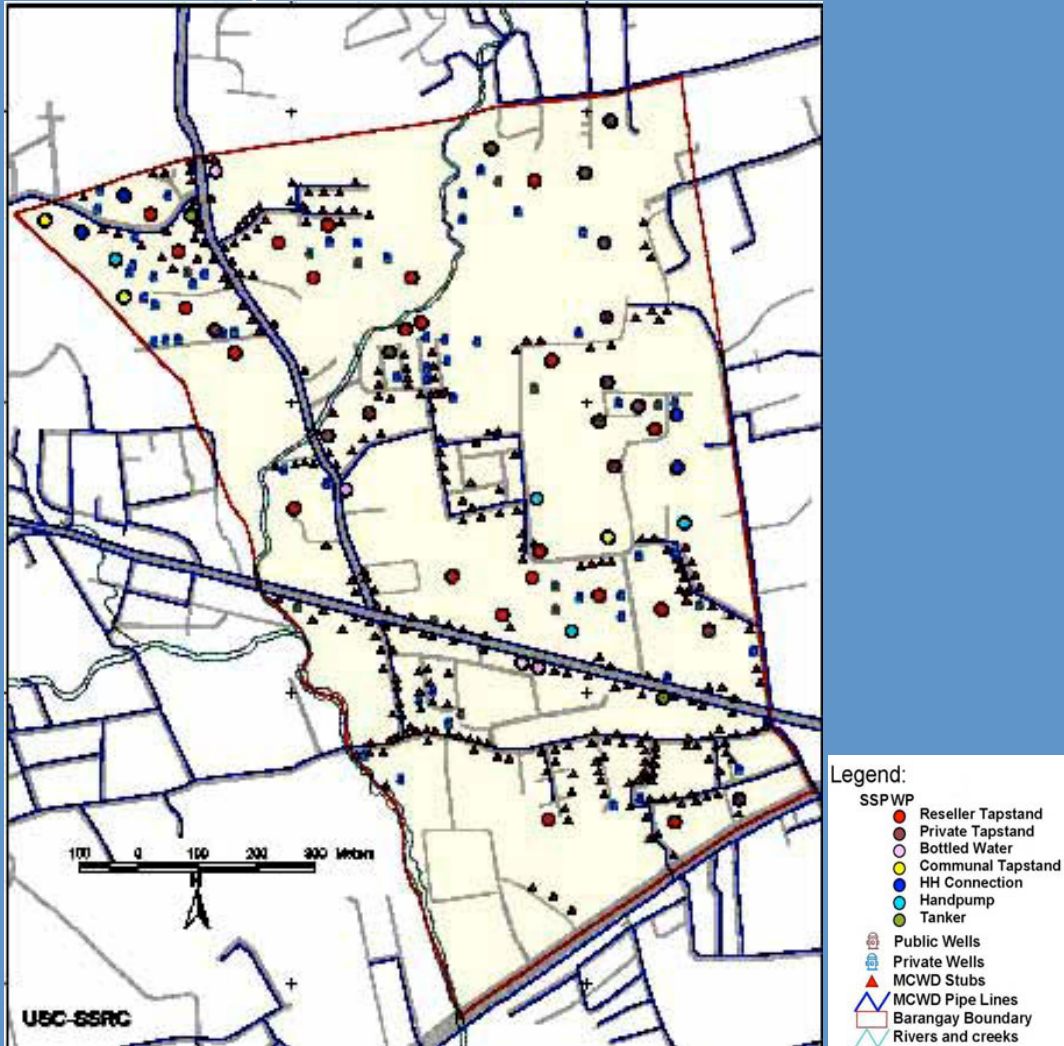 100 0 100 200 300 Meters
N
USC-SSRC
Legend:
SSPWP
Reseller Tapstand
Private Tapstand
Bottled Water
Communal Tapstand
HH Connection
Handpump
Tanker
Public Wells
Private Wells
MCWD Stubs
MCWD Pipe Lines
Barangay Boundary
Rivers and creeks